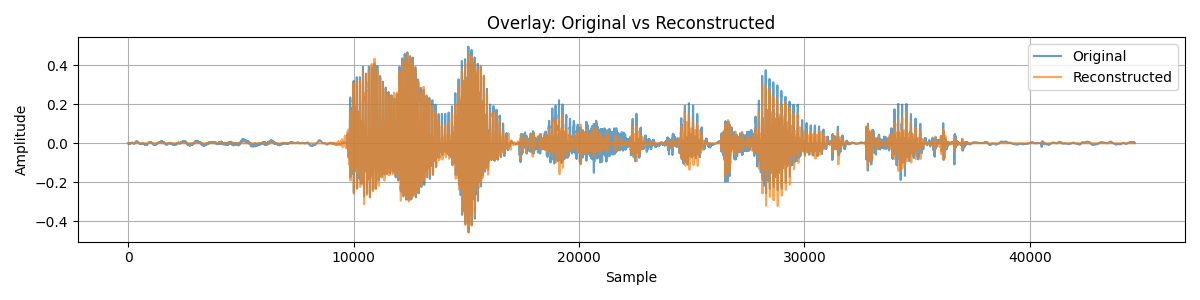 Overlay: Original vs Reconstructed
Original
Reconstructed
Amplitude
0.4
0.2
0.0
−0.2
−0.4
0
10000
20000
30000
40000
Sample